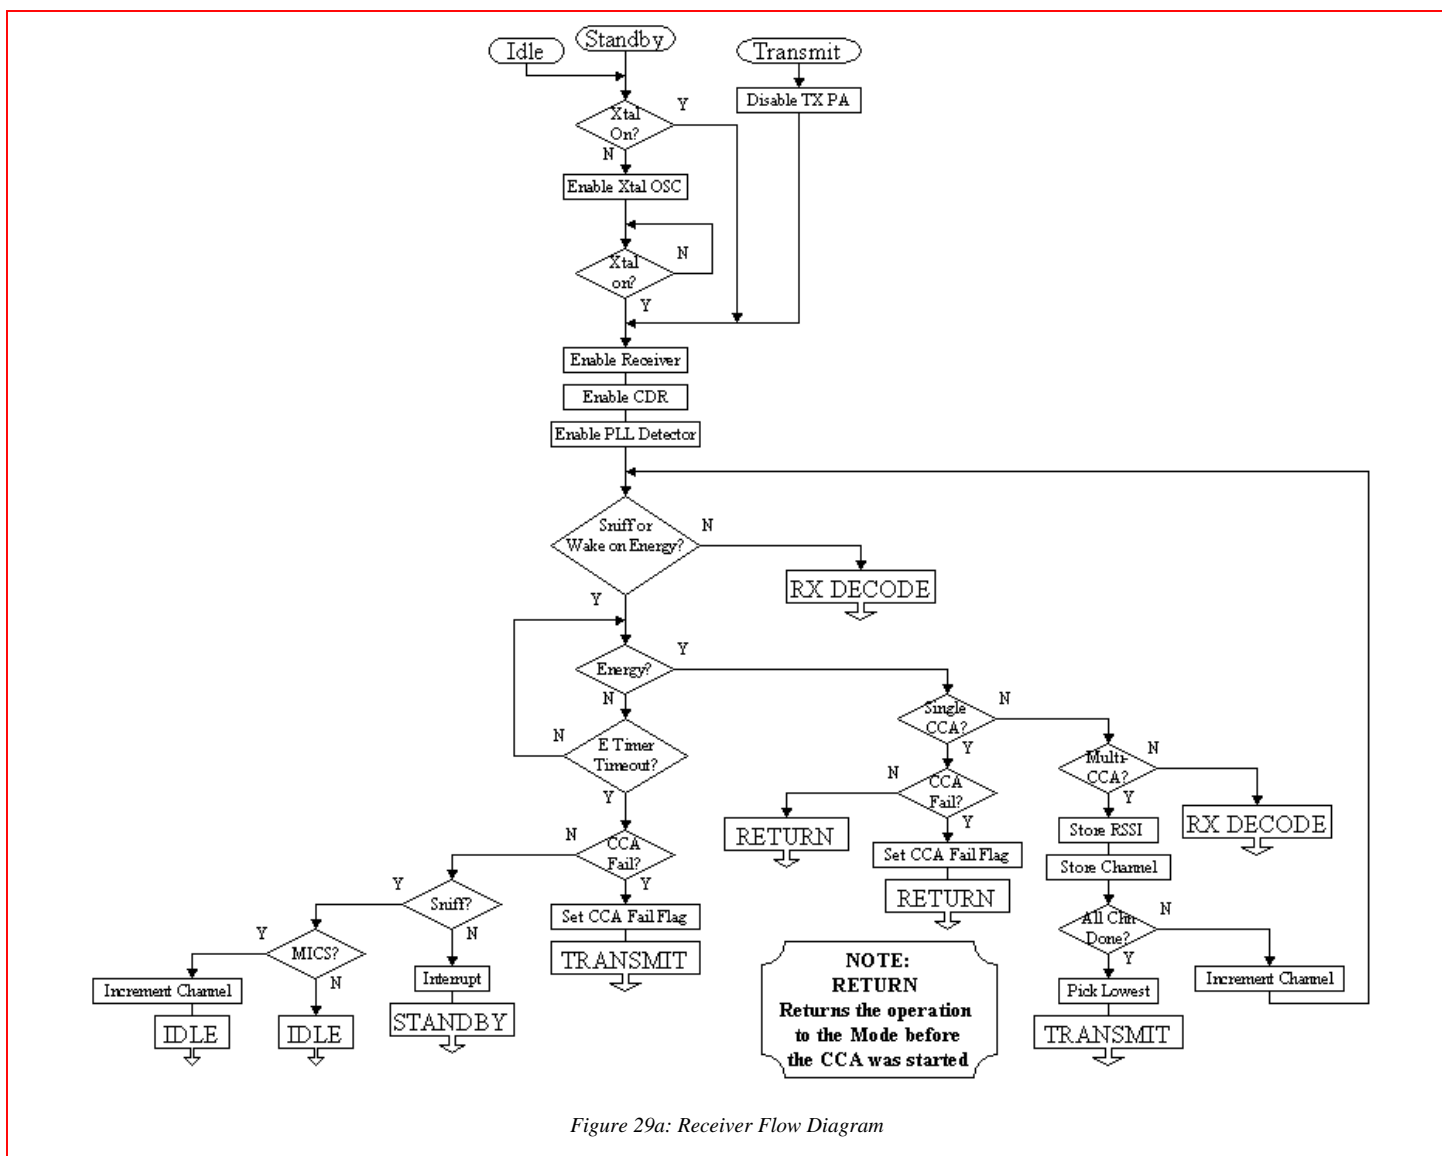 Idle
Standby
Transmit
Disable TX PA
Xtal
On?
Y
N
Enable Xtal OSC
Xtal
on?
N
Y
Enable Receiver
Enable CDR
Enable PLL Detector
Sniff or
Wake on Energy?
N
Y
RX DECODE
Energy?
Y
N
E Timer
Timeout?
N
Y
CCA
Fail?
N
Y
Set CCA Fail Flag
TRANSMIT
Sniff?
Y
N
Interrupt
STANDBY
MICS?
Y
N
Increment Channel
IDLE
IDLE
Single
CCA?
N
Y
CCA
Fail?
N
Y
RETURN
Set CCA Fail Flag
RETURN
Multi-
CCA?
N
Y
RX DECODE
Store RSSI
Store Channel
All Chn
Done?
N
Y
Increment Channel
Pick Lowest
TRANSMIT
NOTE:
RETURN
Returns the operation
to the Mode before
the CCA was started
Figure 29a: Receiver Flow Diagram